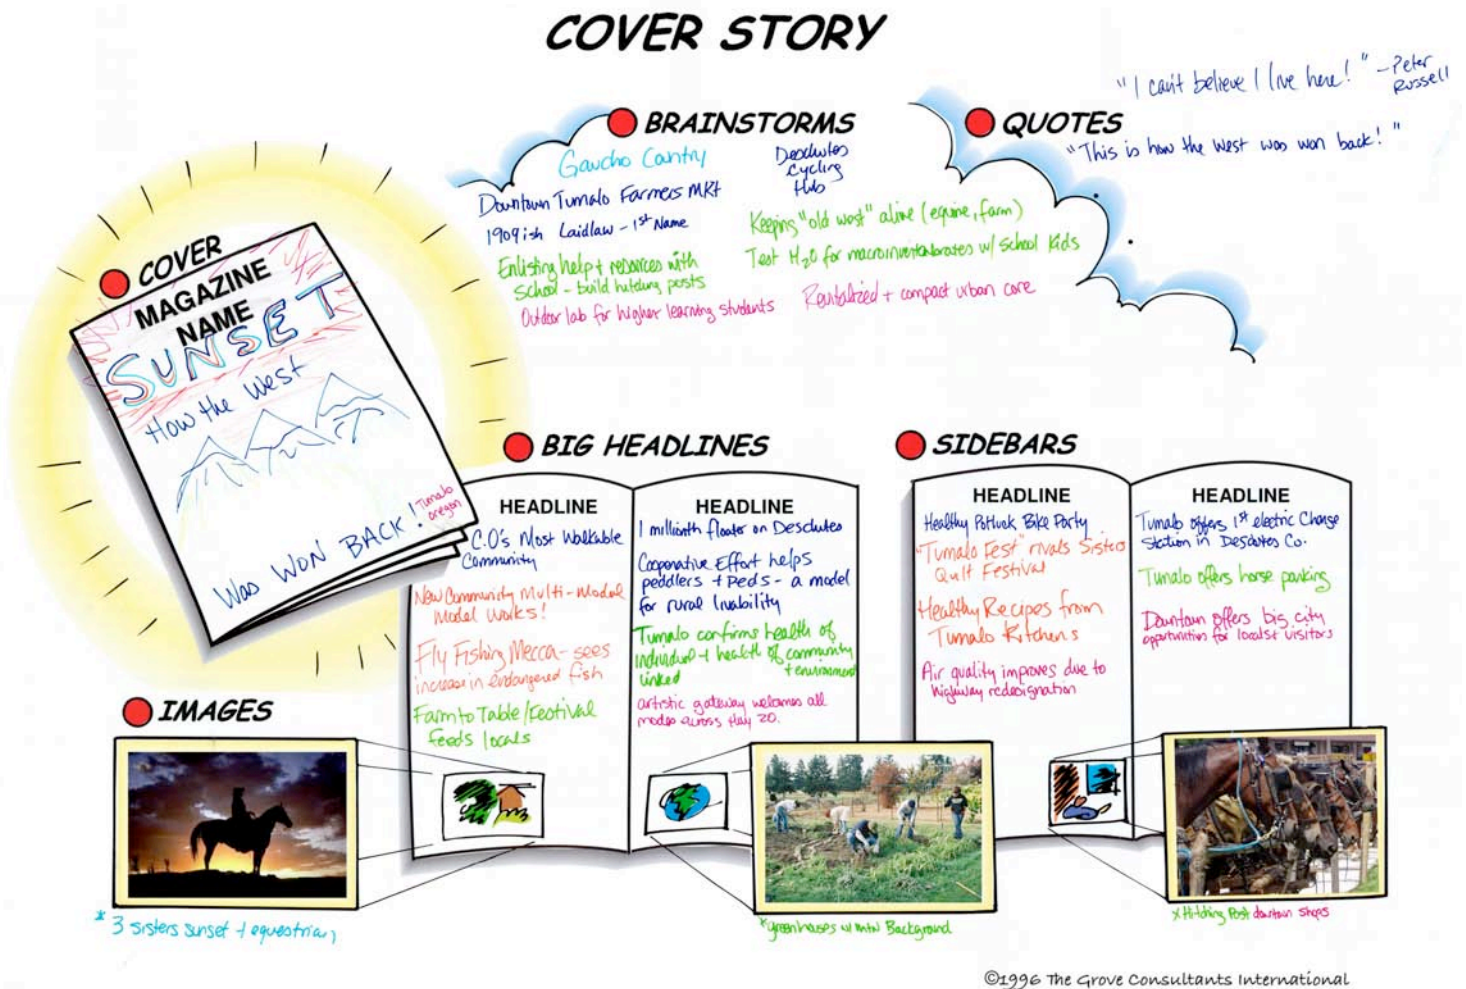 COVER STORY
"I can't believe I live here!" - Peter
Russell
BRAINSTORMS
QUOTES
"This is how the West was won back!"
Gaucho Cantry
Deschutes
Cycling
Hub
Downtown Tumalo Farmers MKt
1909ish Laidlaw - 1st Name
Keeping "old west" alive (equine, farm)
Enlisting help + resources with
School - build hitching posts
Test H2O for macroinvertebrates w/ School Kids
Outdoor lab for higher learning students
Revitalized + compact urban core
COVER
MAGAZINE
NAME
SUNSET
How the West
Was WON BACK!
Tumalo
Oregon
BIG HEADLINES
HEADLINE
C.O's Most Walkable
Community
New Community Multi-Modal
Model Works!
Fly Fishing Mecca - sees
increase in endangered fish
Farm to Table/Festival
feeds locals
HEADLINE
1 millionth floater on Deschutes
Cooperative Effort helps
peddlers + Peds - a model
for rural livability
Tumalo confirms health of
individual + health of community
+ environment
linked
artistic gateway welcomes all
modes across Hwy 20.
SIDEBARS
HEADLINE
Healthy Potluck Bike Party
"Tumalo Fest" rivals Sisters
Quilt Festival
Healthy Recipes from
Tumalo Kitchens
Air quality improves due to
highway redesignation
HEADLINE
Tumalo offers 1st electric Charge
Station in Deschutes Co.
Tumalo offers horse parking
Downtown offers big city
opportunities for locals + visitors
IMAGES
* 3 Sisters sunset + equestrian
* greenhouses w/ mtn Background
x Hitching Post downtown shops
©1996 The Grove Consultants International